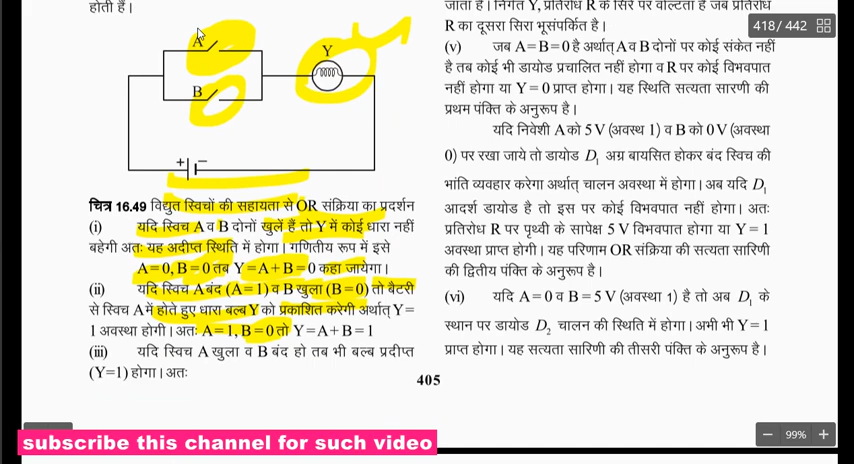 होती हैं।
A
B
Y
+
−
चित्र 16.49 विद्युत स्विचों की सहायता से OR संक्रिया का प्रदर्शन
(i) यदि स्विच A व B दोनों खुलें हैं तो Y में कोई धारा नहीं
बहेगी अतः यह अदीप्त स्थिति में होगा। गणितीय रूप में इसे
A=0, B=0 तब Y=A+B=0 कहा जायेगा।
(ii) यदि स्विच A बंद (A=1) व B खुला (B=0) तो बैटरी
से स्विच A में होते हुए धारा बल्ब Y को प्रकाशित करेगी अर्थात् Y=
1 अवस्था होगी। अतः A=1, B=0 तो Y=A+B=1
(iii) यदि स्विच A खुला व B बंद हो तब भी बल्ब प्रदीप्त
(Y=1) होगा। अतः
जाता है। निर्गत Y, प्रतिरोध R के सिरे पर वोल्टता है जब प्रतिरोध
R का दूसरा सिरा भूसंपर्कित है।
(v) जब A=B=0 है अर्थात् A व B दोनों पर कोई संकेत नहीं
है तब कोई भी डायोड प्रचालित नहीं होगा व R पर कोई विभवपात
नहीं होगा या Y=0 प्राप्त होगा। यह स्थिति सत्यता सारणी की
प्रथम पंक्ति के अनुरूप है।
यदि निवेशी A को 5 V (अवस्थ 1) व B को 0 V (अवस्था
0) पर रखा जाये तो डायोड D₁ अग्र बायसित होकर बंद स्विच की
भांति व्यवहार करेगा अर्थात् चालन अवस्था में होगा। अब यदि D₁
आदर्श डायोड है तो इस पर कोई विभवपात नहीं होगा। अतः
प्रतिरोध R पर पृथ्वी के सापेक्ष 5 V विभवपात होगा या Y=1
अवस्था प्राप्त होगी। यह परिणाम OR संक्रिया की सत्यता सारिणी
की द्वितीय पंक्ति के अनुरूप है।
(vi) यदि A=0 व B=5 V (अवस्था 1) है तो अब D₁ के
स्थान पर डायोड D₂ चालन की स्थिति में होगा। अभी भी Y=1
प्राप्त होगा। यह सत्यता सारिणी की तीसरी पंक्ति के अनुरूप है।
405
418 / 442
− 99% +
subscribe this channel for such video